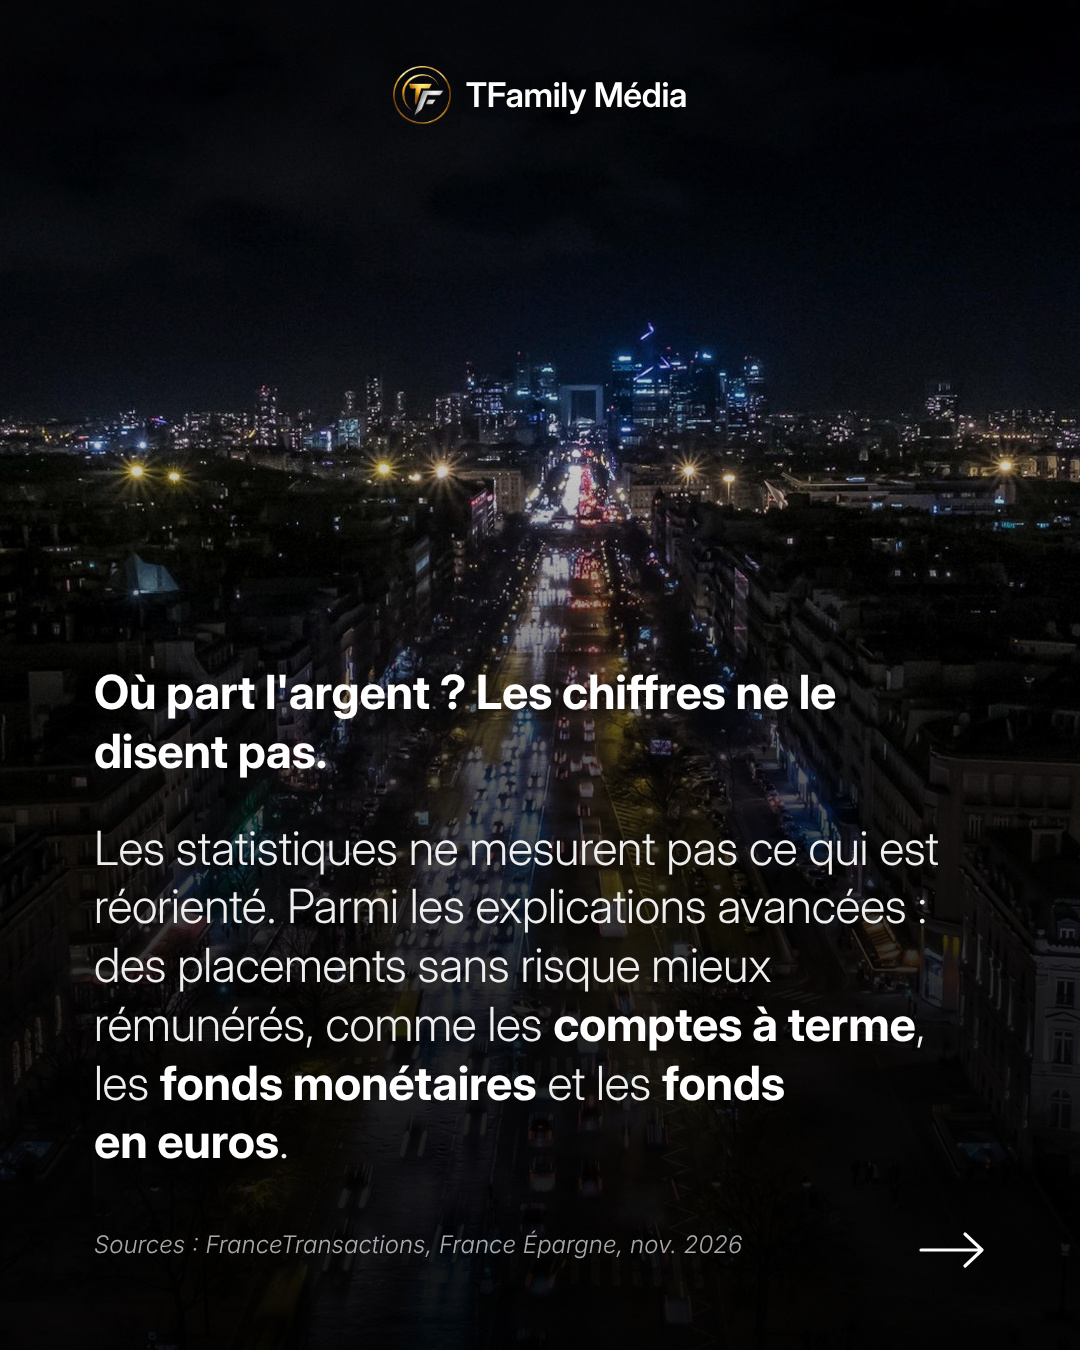 TF
TFamily Média
Où part l'argent ? Les chiffres ne le
disent pas.
Les statistiques ne mesurent pas ce qui est
réorienté. Parmi les explications avancées :
des placements sans risque mieux
rémunérés, comme les comptes à terme,
les fonds monétaires et les fonds
en euros.
Sources : FranceTransactions, France Épargne, nov. 2026